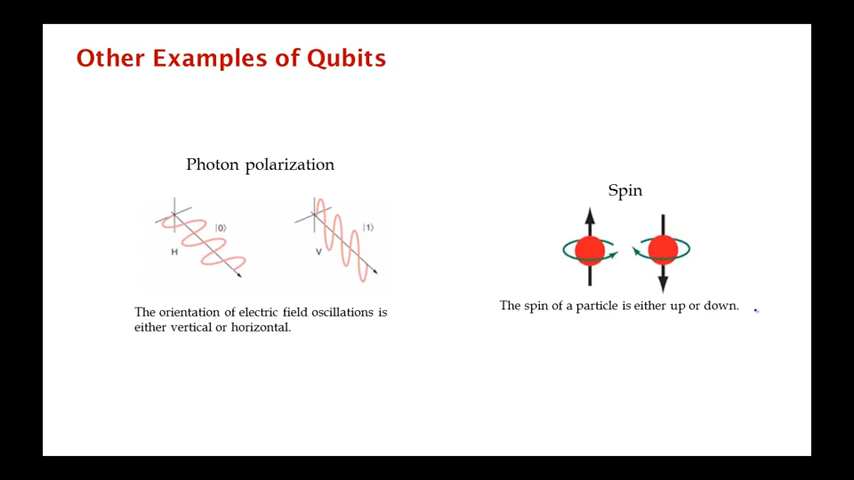 Other Examples of Qubits
Photon polarization
|0⟩
H
|1⟩
V
The orientation of electric field oscillations is
either vertical or horizontal.
Spin
The spin of a particle is either up or down.